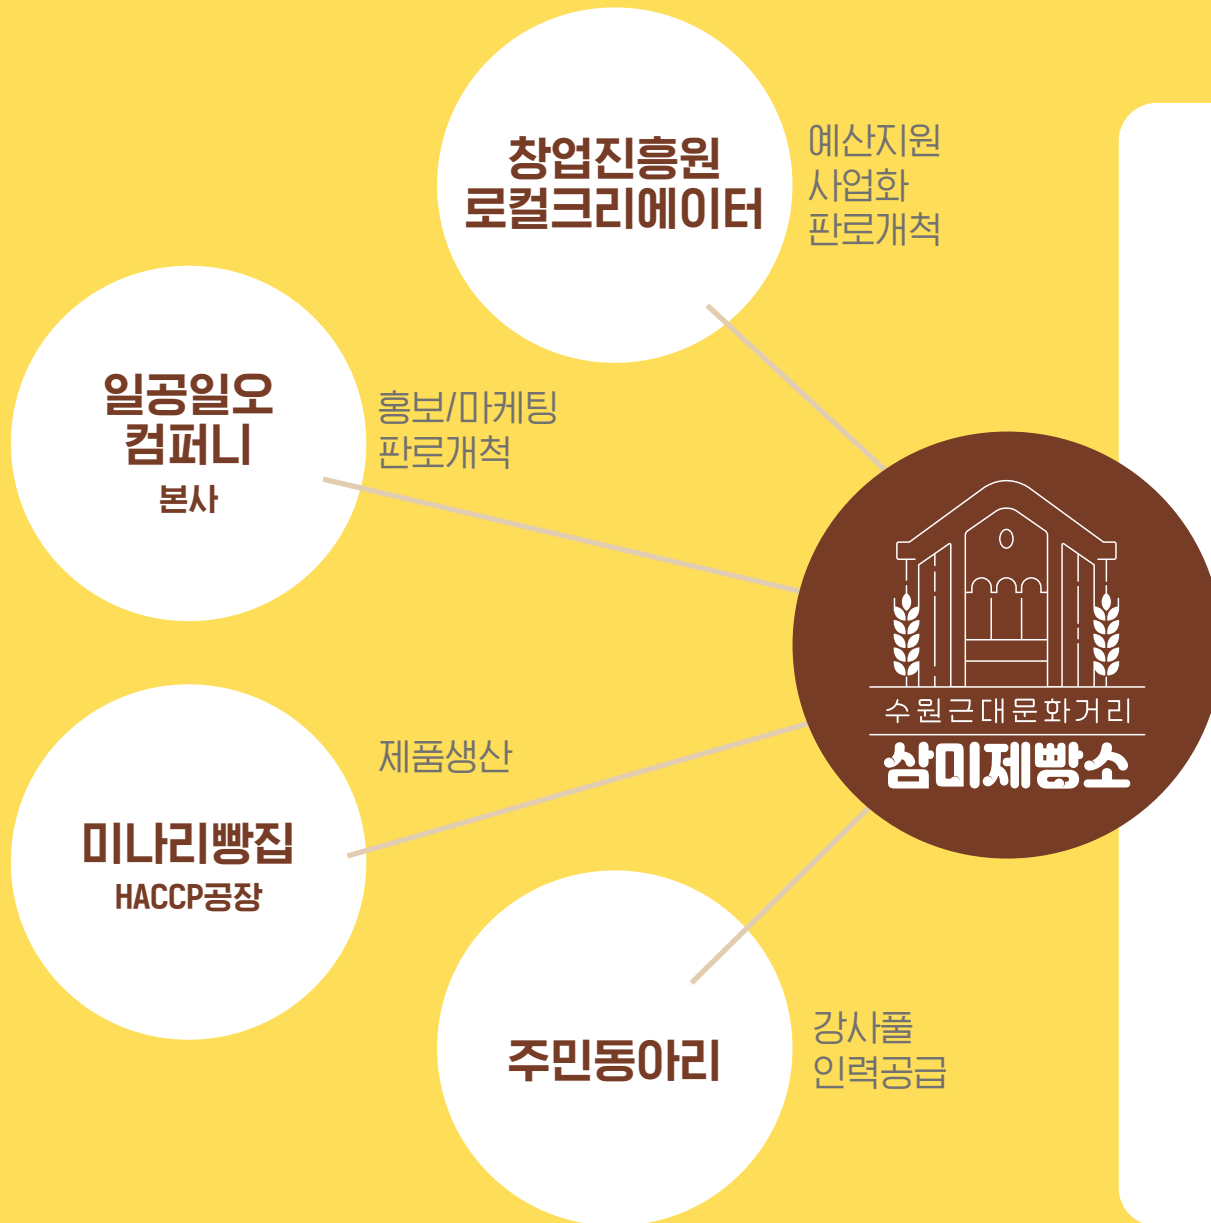 창업진흥원
로컬크리에이터
예산지원
사업화
판로개척
일공일오
컴퍼니
본사
홍보/마케팅
판로개척
수원근대문화거리
삼미제빵소
제품생산
미나리빵집
HACCP공장
주민동아리
강사풀
인력공급